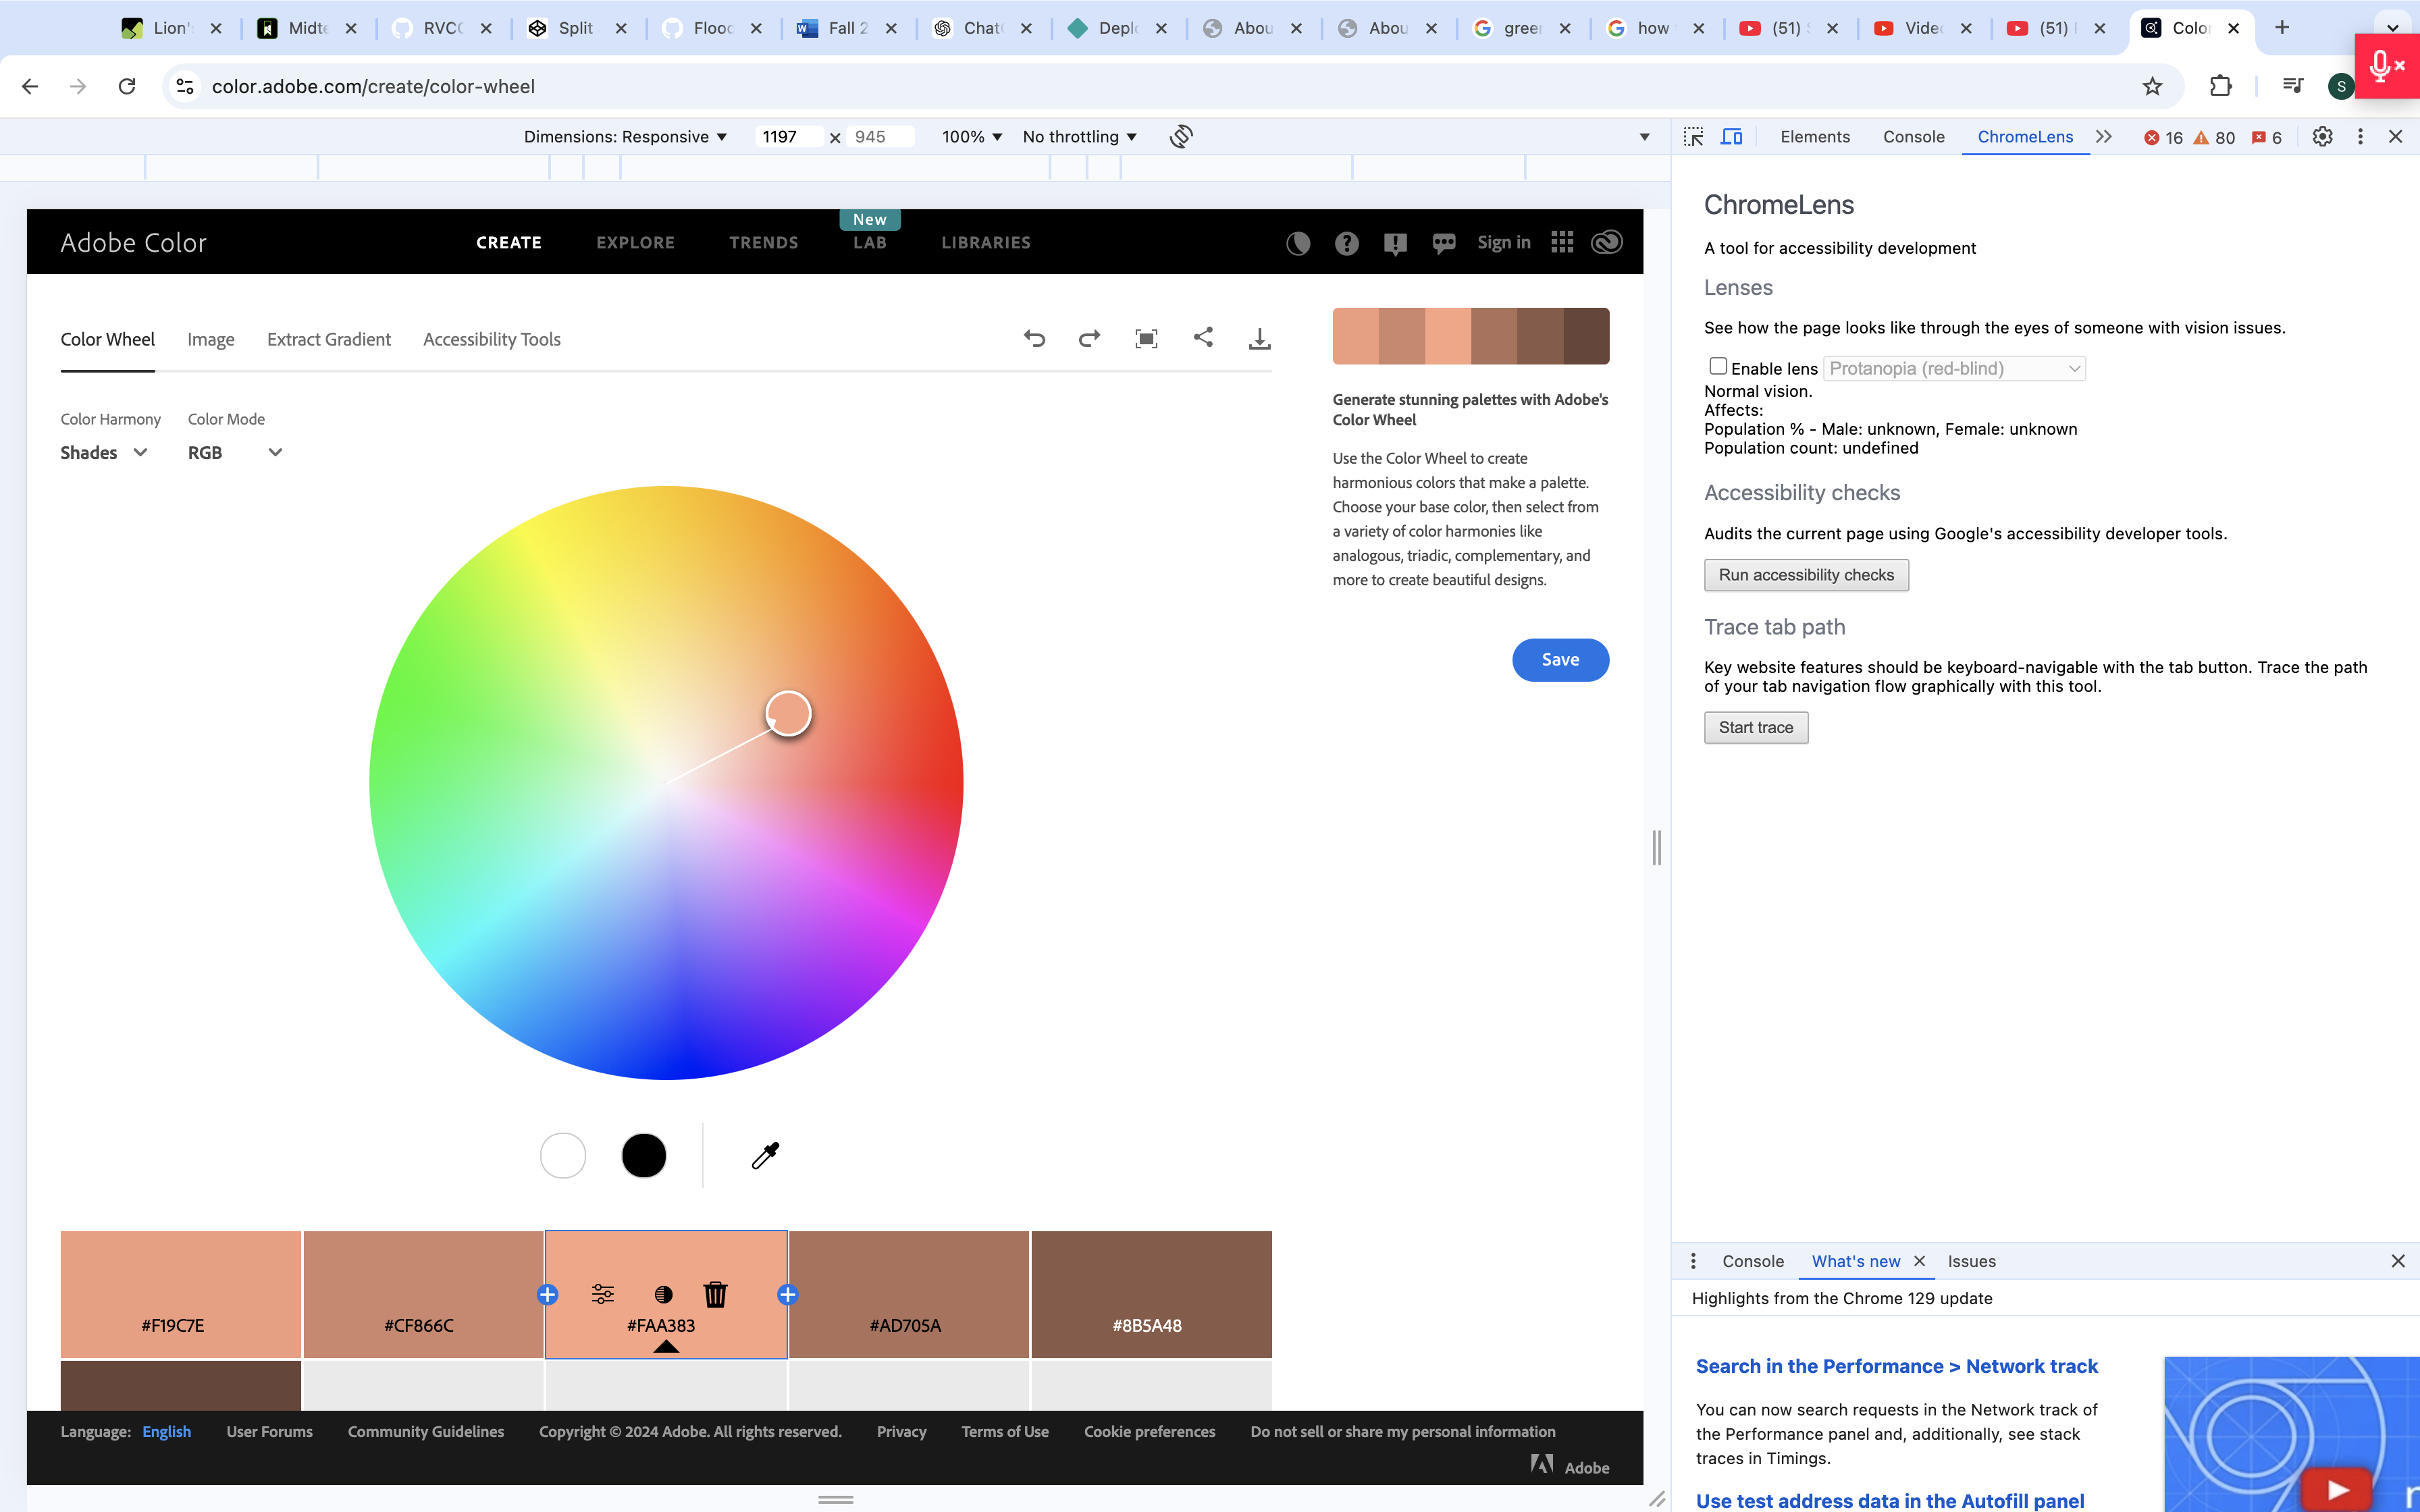 Lion'
Midte
RVCC
Split
Flood
Fall 2
Chat
Deplo
Abou
Abou
green
how
(51)
Video
(51)
Color
color.adobe.com/create/color-wheel
S
Dimensions: Responsive 1197 × 945 100% No throttling
Elements Console ChromeLens 16 80 6
Adobe Color
CREATE EXPLORE TRENDS LAB LIBRARIES
New
Sign in
Color Wheel Image Extract Gradient Accessibility Tools
Color Harmony Color Mode
Shades RGB
Generate stunning palettes with Adobe's
Color Wheel
Use the Color Wheel to create
harmonious colors that make a palette.
Choose your base color, then select from
a variety of color harmonies like
analogous, triadic, complementary, and
more to create beautiful designs.
Save
#F19C7E #CF866C #FAA383 #AD705A #8B5A48
Language: English User Forums Community Guidelines Copyright © 2024 Adobe. All rights reserved. Privacy Terms of Use Cookie preferences Do not sell or share my personal information
Adobe
ChromeLens
A tool for accessibility development
Lenses
See how the page looks like through the eyes of someone with vision issues.
Enable lens Protanopia (red-blind)
Normal vision.
Affects:
Population % - Male: unknown, Female: unknown
Population count: undefined
Accessibility checks
Audits the current page using Google's accessibility developer tools.
Run accessibility checks
Trace tab path
Key website features should be keyboard-navigable with the tab button. Trace the path
of your tab navigation flow graphically with this tool.
Start trace
Console What's new Issues
Highlights from the Chrome 129 update
Search in the Performance > Network track
You can now search requests in the Network track of
the Performance panel and, additionally, see stack
traces in Timings.
Use test address data in the Autofill panel